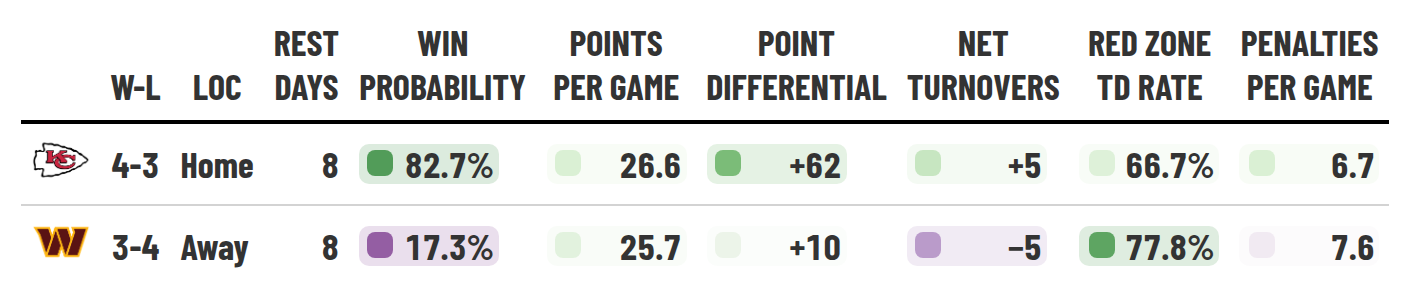 W-L LOC REST DAYS WIN PROBABILITY POINTS PER GAME POINT DIFFERENTIAL NET TURNOVERS RED ZONE TD RATE PENALTIES PER GAME
KC 4-3 Home 8 82.7% 26.6 +62 +5 66.7% 6.7
W 3-4 Away 8 17.3% 25.7 +10 −5 77.8% 7.6